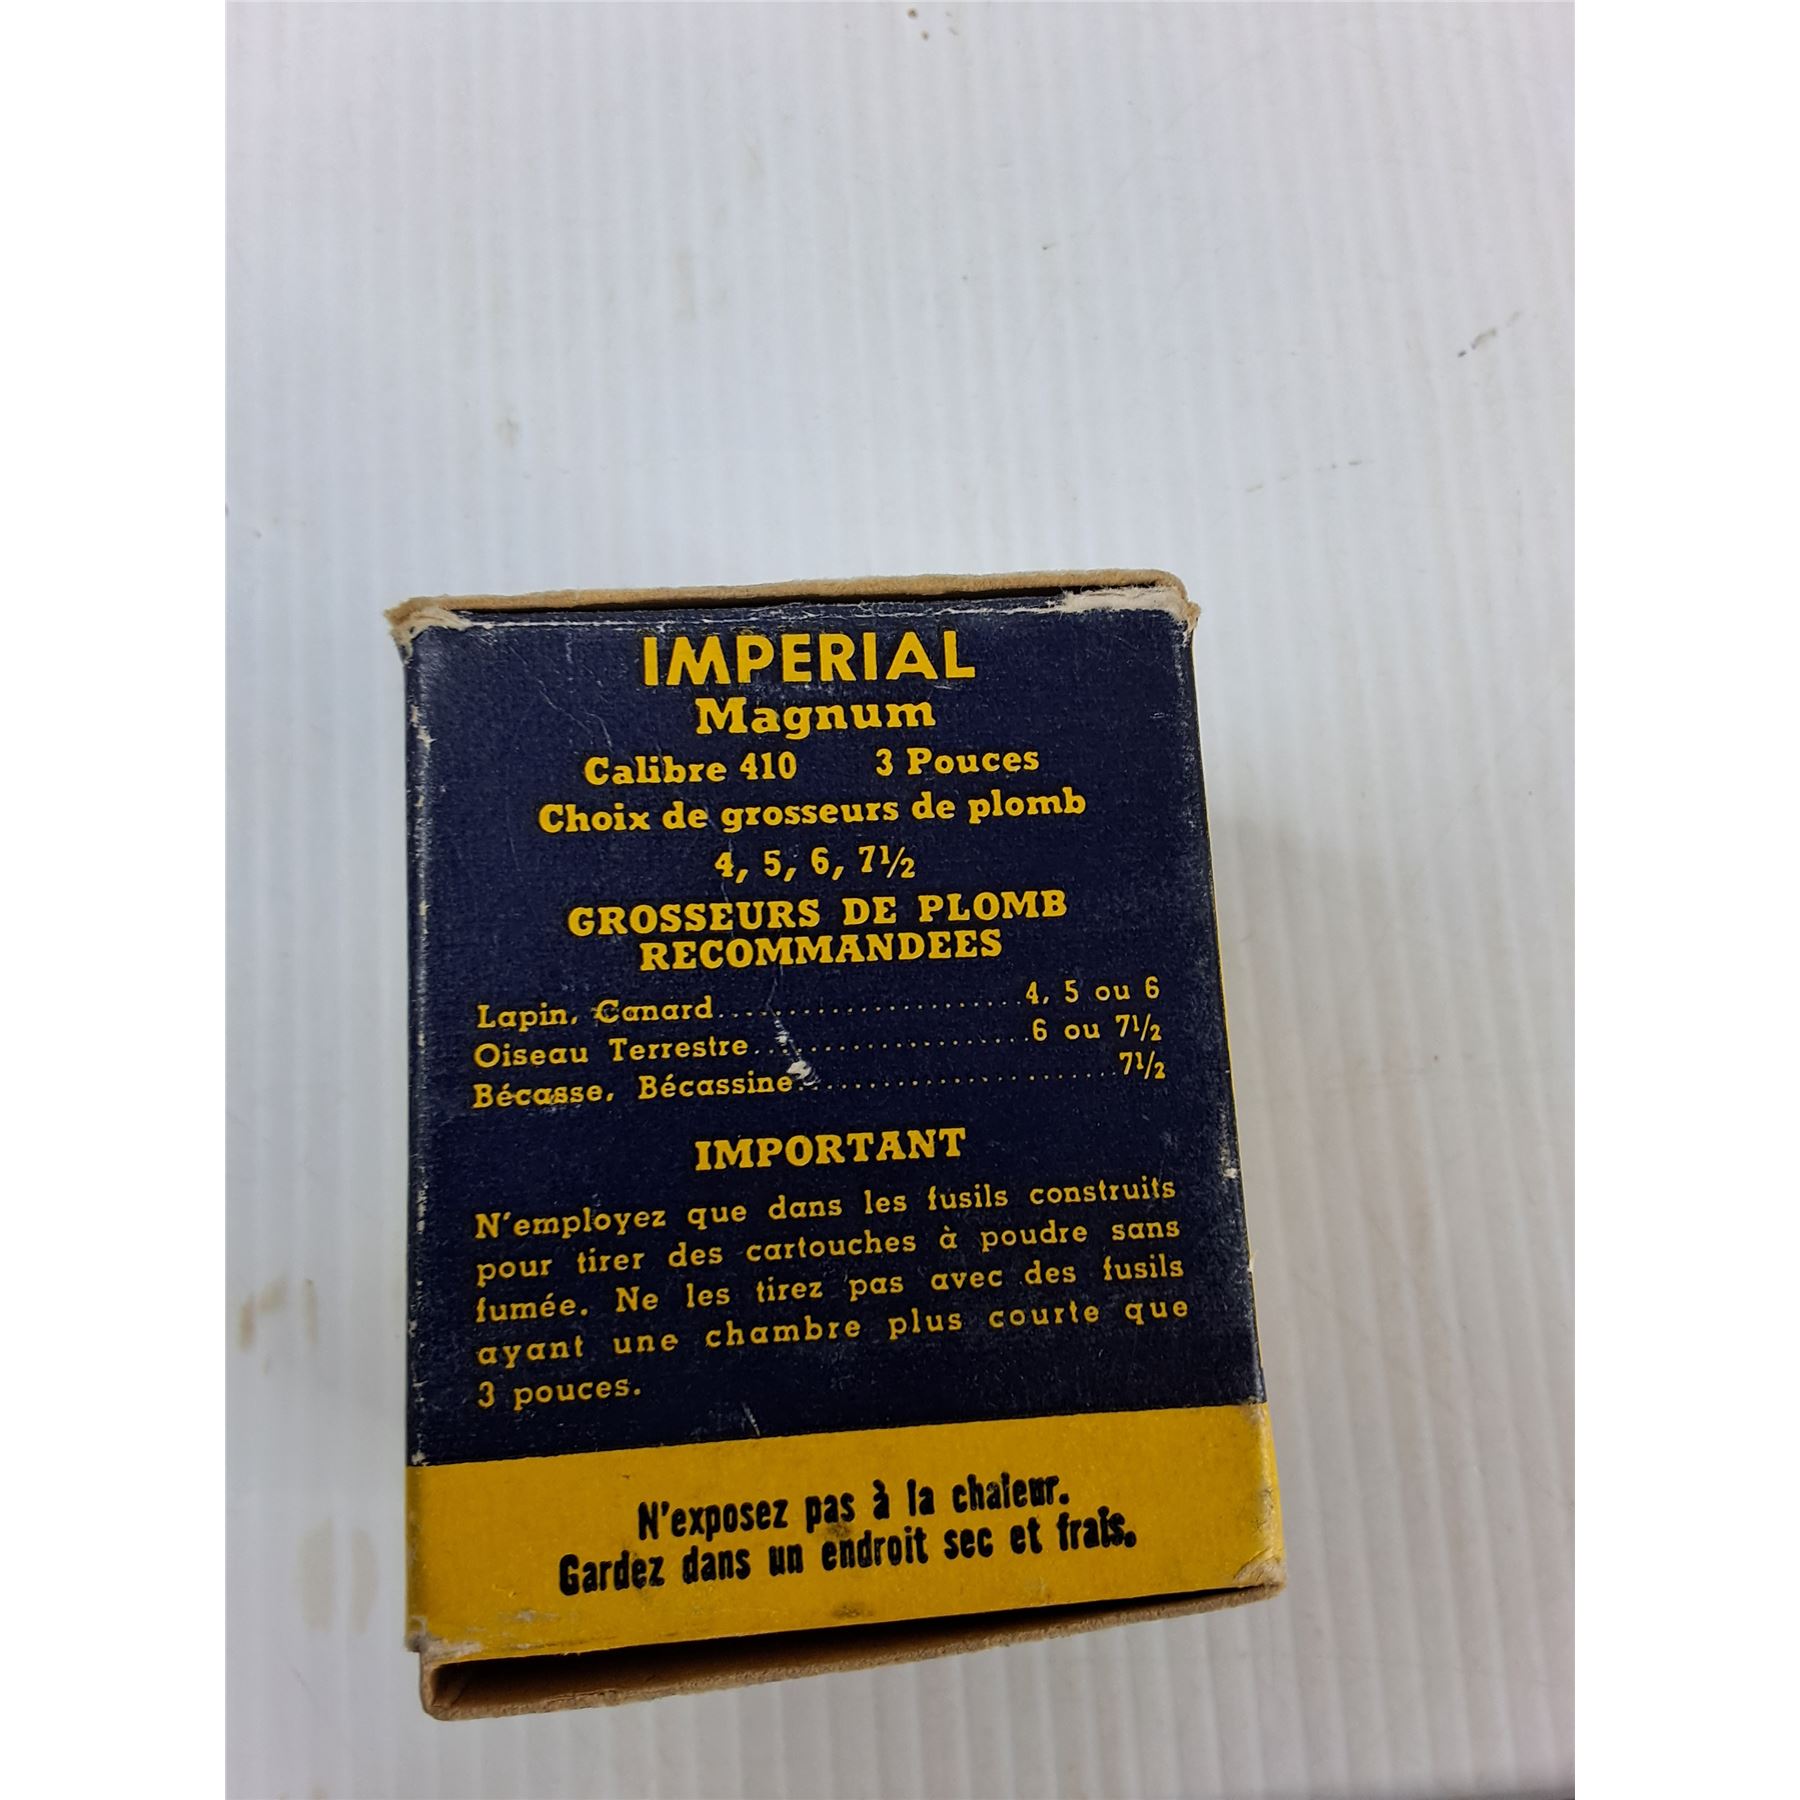 IMPERIAL
Magnum
Calibre 410 3 Pouces
Choix de grosseurs de plomb
4, 5, 6, 7½
GROSSEURS DE PLOMB
RECOMMANDEES
Lapin, Canard......................4, 5 ou 6
Oiseau Terrestre....................6 ou 7½
Bécasse, Bécassine......................7½
IMPORTANT
N'employez que dans les fusils construits
pour tirer des cartouches à poudre sans
fumée. Ne les tirez pas avec des fusils
ayant une chambre plus courte que
3 pouces.
N'exposez pas à la chaleur.
Gardez dans un endroit sec et frais.